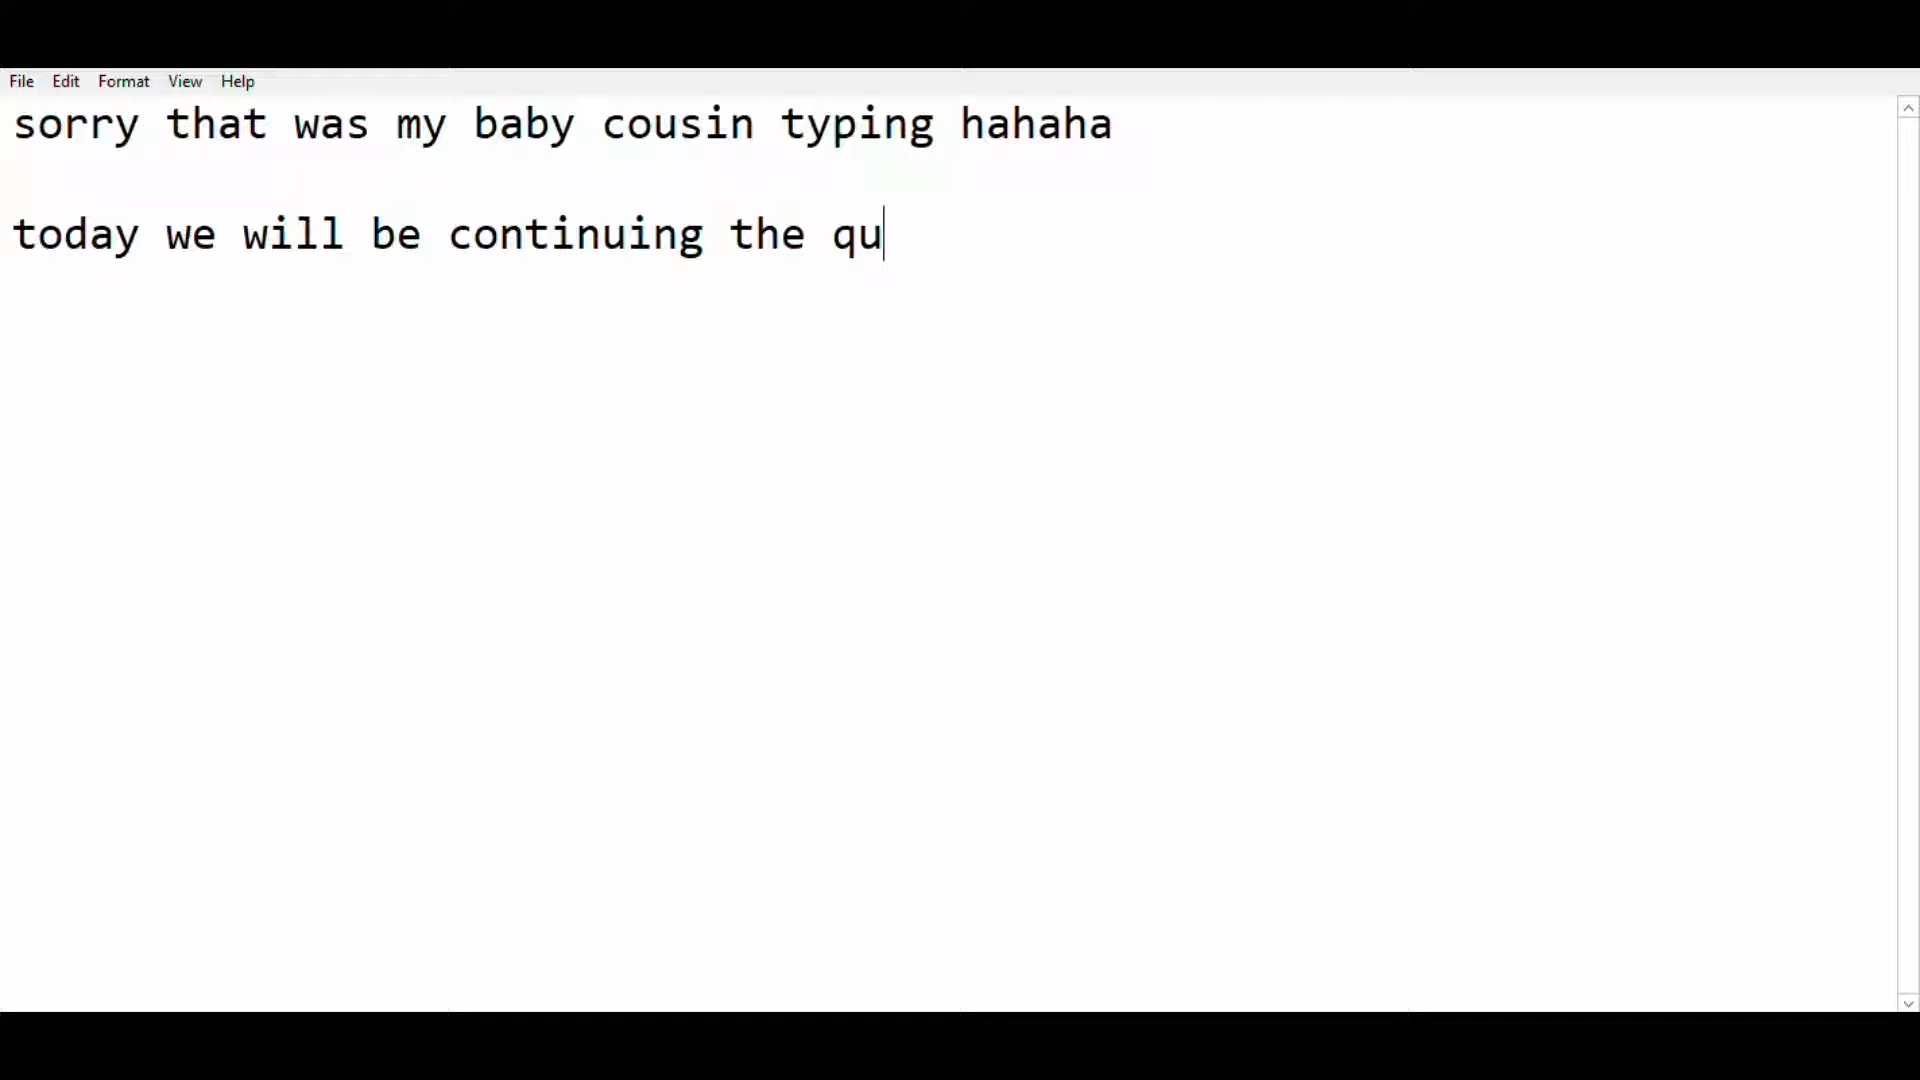 File Edit Format View Help
sorry that was my baby cousin typing hahaha
today we will be continuing the qu